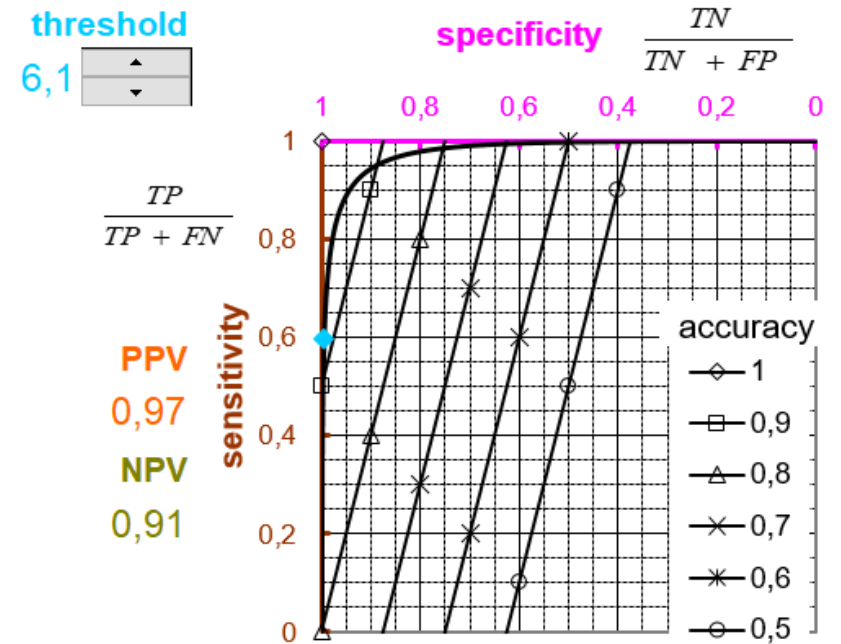 threshold
6,1
specificity
TN
TN + FP
1 0,8 0,6 0,4 0,2 0
TP
TP + FN
PPV
0,97
NPV
0,91
sensitivity
1
0,8
0,6
0,4
0,2
0
accuracy
1
0,9
0,8
0,7
0,6
0,5